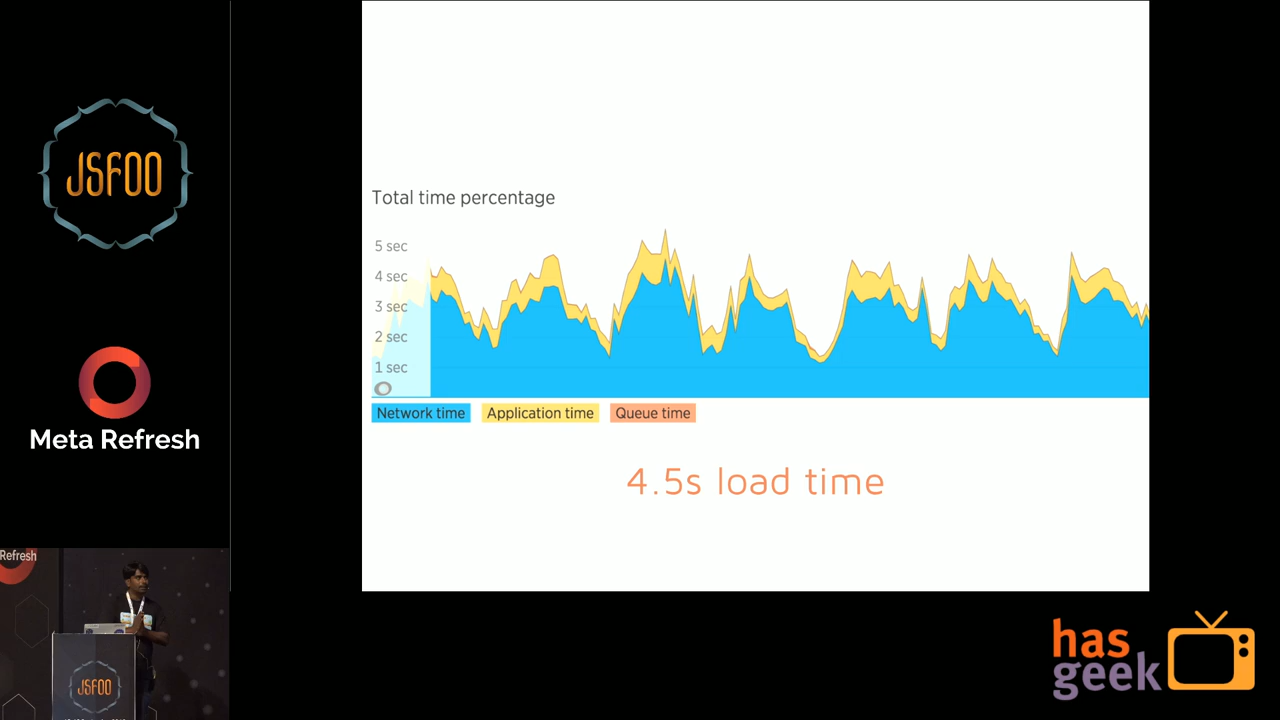 JSFOO
Meta Refresh
Total time percentage
5 sec
4 sec
3 sec
2 sec
1 sec
Network time
Application time
Queue time
4.5s load time
Refresh
JSFOO
has
geek